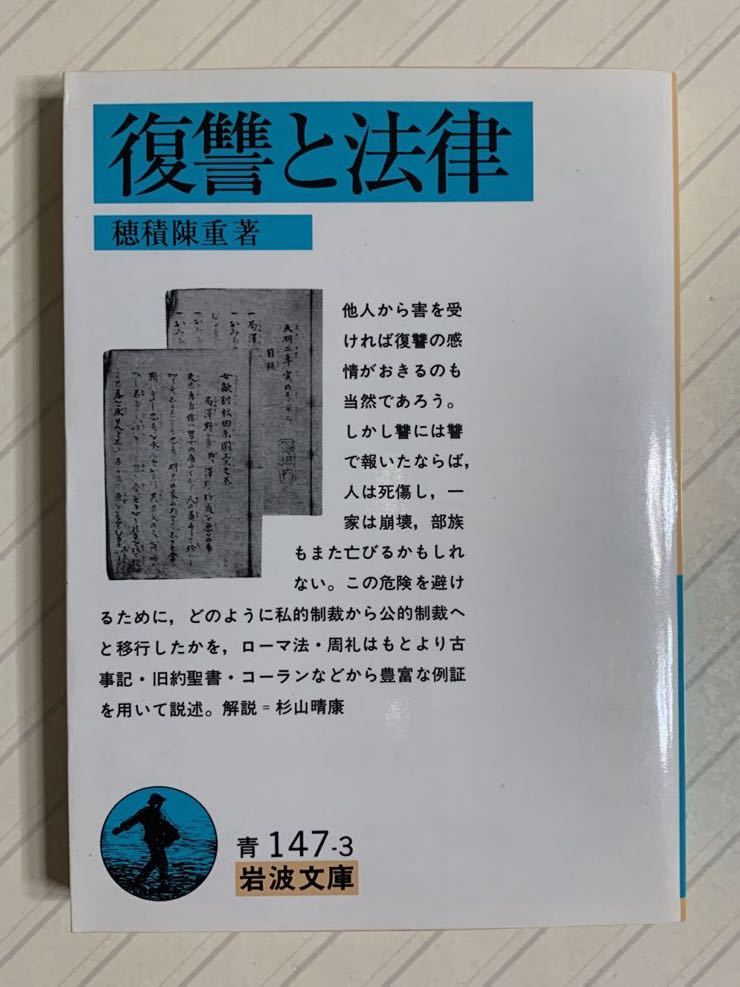 復讐と法律
穂積陳重著
他人から害を受
ければ復讐の感
情がおきるのも
当然であろう。
しかし讐には讐
で報いたならば，
人は死傷し，一
家は崩壊，部族
もまた亡びるかもしれ
ない。この危険を避け
るために，どのように私的制裁から公的制裁へ
と移行したかを，ローマ法・周礼はもとより古
事記・旧約聖書・コーランなどから豊富な例証
を用いて説述。解説＝杉山晴康
青 147-3
岩波文庫